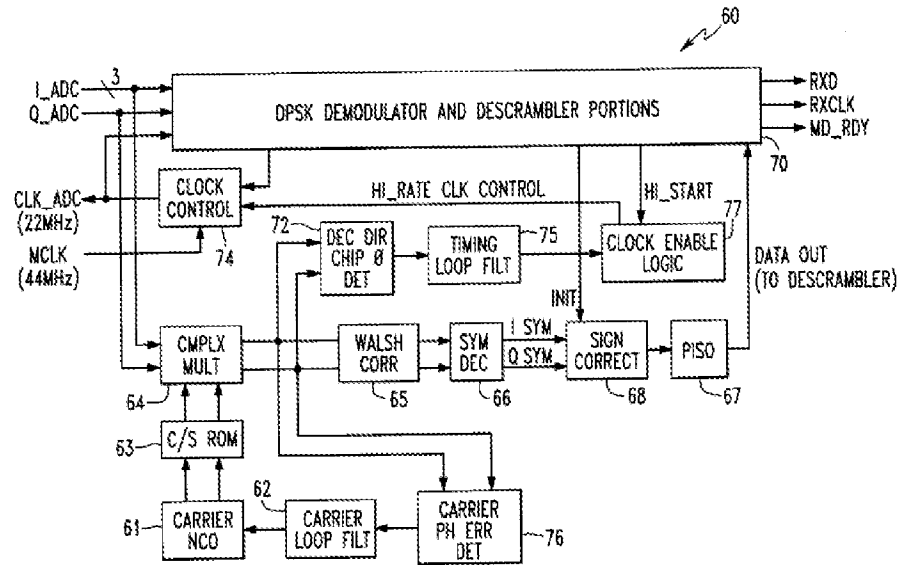 60
I_ADC
3
Q_ADC
DPSK DEMODULATOR AND DESCRAMBLER PORTIONS
RXD
RXCLK
MD_RDY
70
CLK_ADC
(22MHz)
CLOCK
CONTROL
74
HI_RATE CLK CONTROL
HI_START
77
MCLK
(44MHz)
72
DEC DIR
CHIP Ø
DET
75
TIMING
LOOP FILT
CLOCK ENABLE
LOGIC
DATA OUT
(TO DESCRAMBLER)
INIT
CMPLX
MULT
64
WALSH
CORR
65
SYM
DEC
66
I SYM
Q SYM
SIGN
CORRECT
68
PISO
67
63
C/S ROM
61
CARRIER
NCO
62
CARRIER
LOOP FILT
CARRIER
PH ERR
DET
76